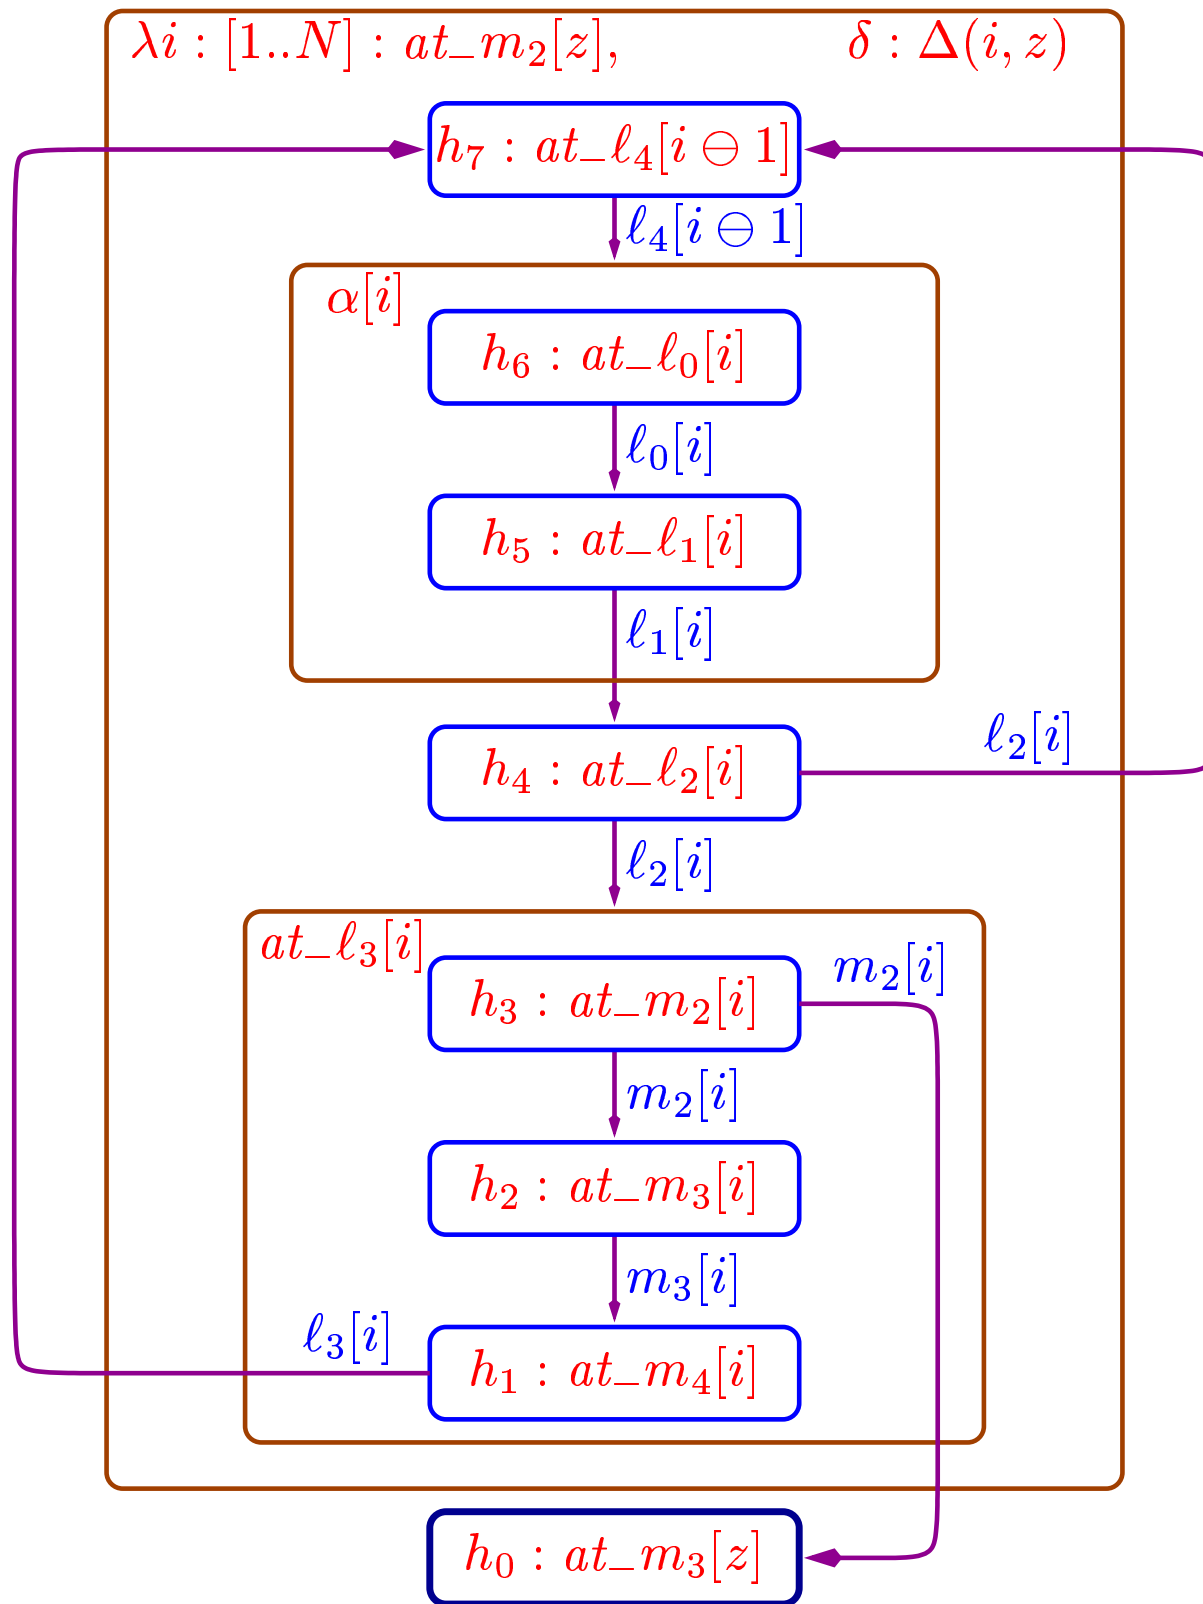 λi : [1..N] : at_m₂[z], δ : Δ(i, z)
h₇ : at_ℓ₄[i ⊖ 1]
ℓ₄[i ⊖ 1]
α[i]
h₆ : at_ℓ₀[i]
ℓ₀[i]
h₅ : at_ℓ₁[i]
ℓ₁[i]
ℓ₂[i]
h₄ : at_ℓ₂[i]
ℓ₂[i]
at_ℓ₃[i]
m₂[i]
h₃ : at_m₂[i]
m₂[i]
h₂ : at_m₃[i]
m₃[i]
ℓ₃[i]
h₁ : at_m₄[i]
h₀ : at_m₃[z]